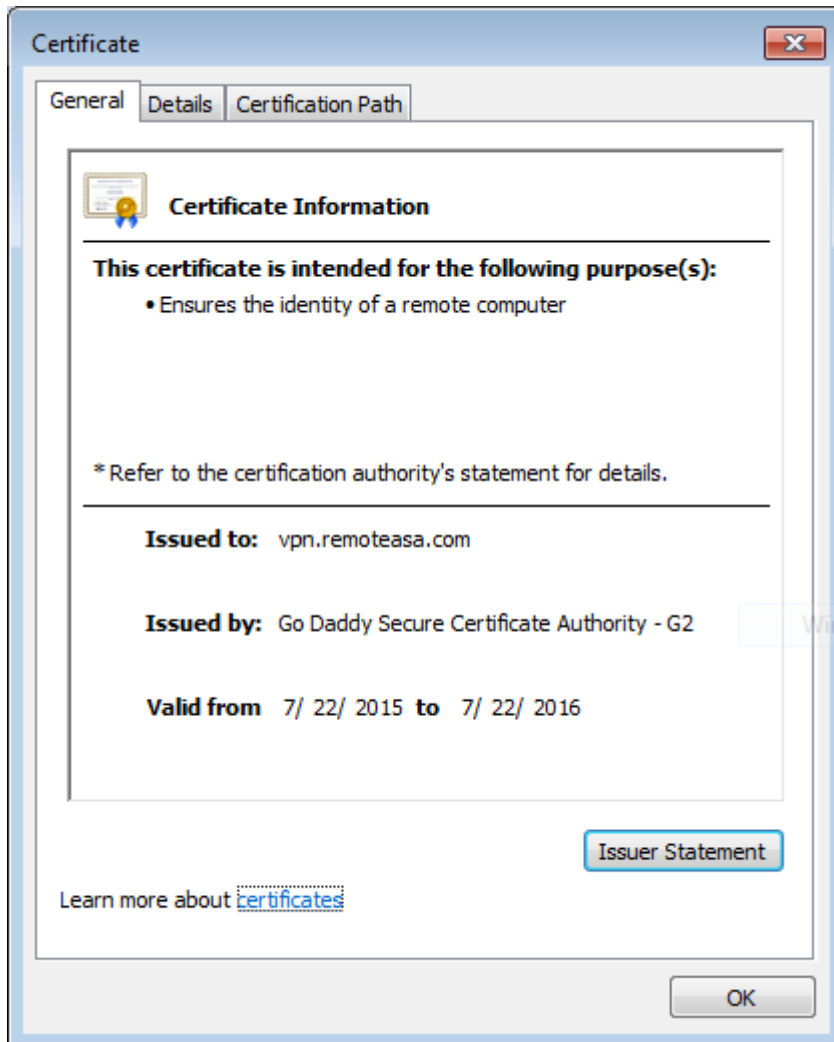 Certificate
General Details Certification Path
Certificate Information
This certificate is intended for the following purpose(s):
• Ensures the identity of a remote computer
* Refer to the certification authority's statement for details.
Issued to: vpn.remoteasa.com
Issued by: Go Daddy Secure Certificate Authority - G2
Valid from 7/ 22/ 2015 to 7/ 22/ 2016
Issuer Statement
Learn more about certificates
OK